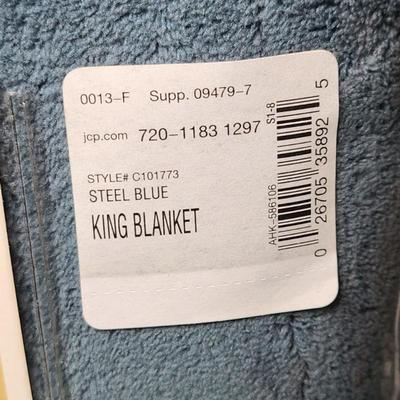 0013-F Supp. 09479-7
jcp.com 720-1183 1297
STYLE# C101773
STEEL BLUE
KING BLANKET
S1-8
AHK-586106
0 26705 35892 5